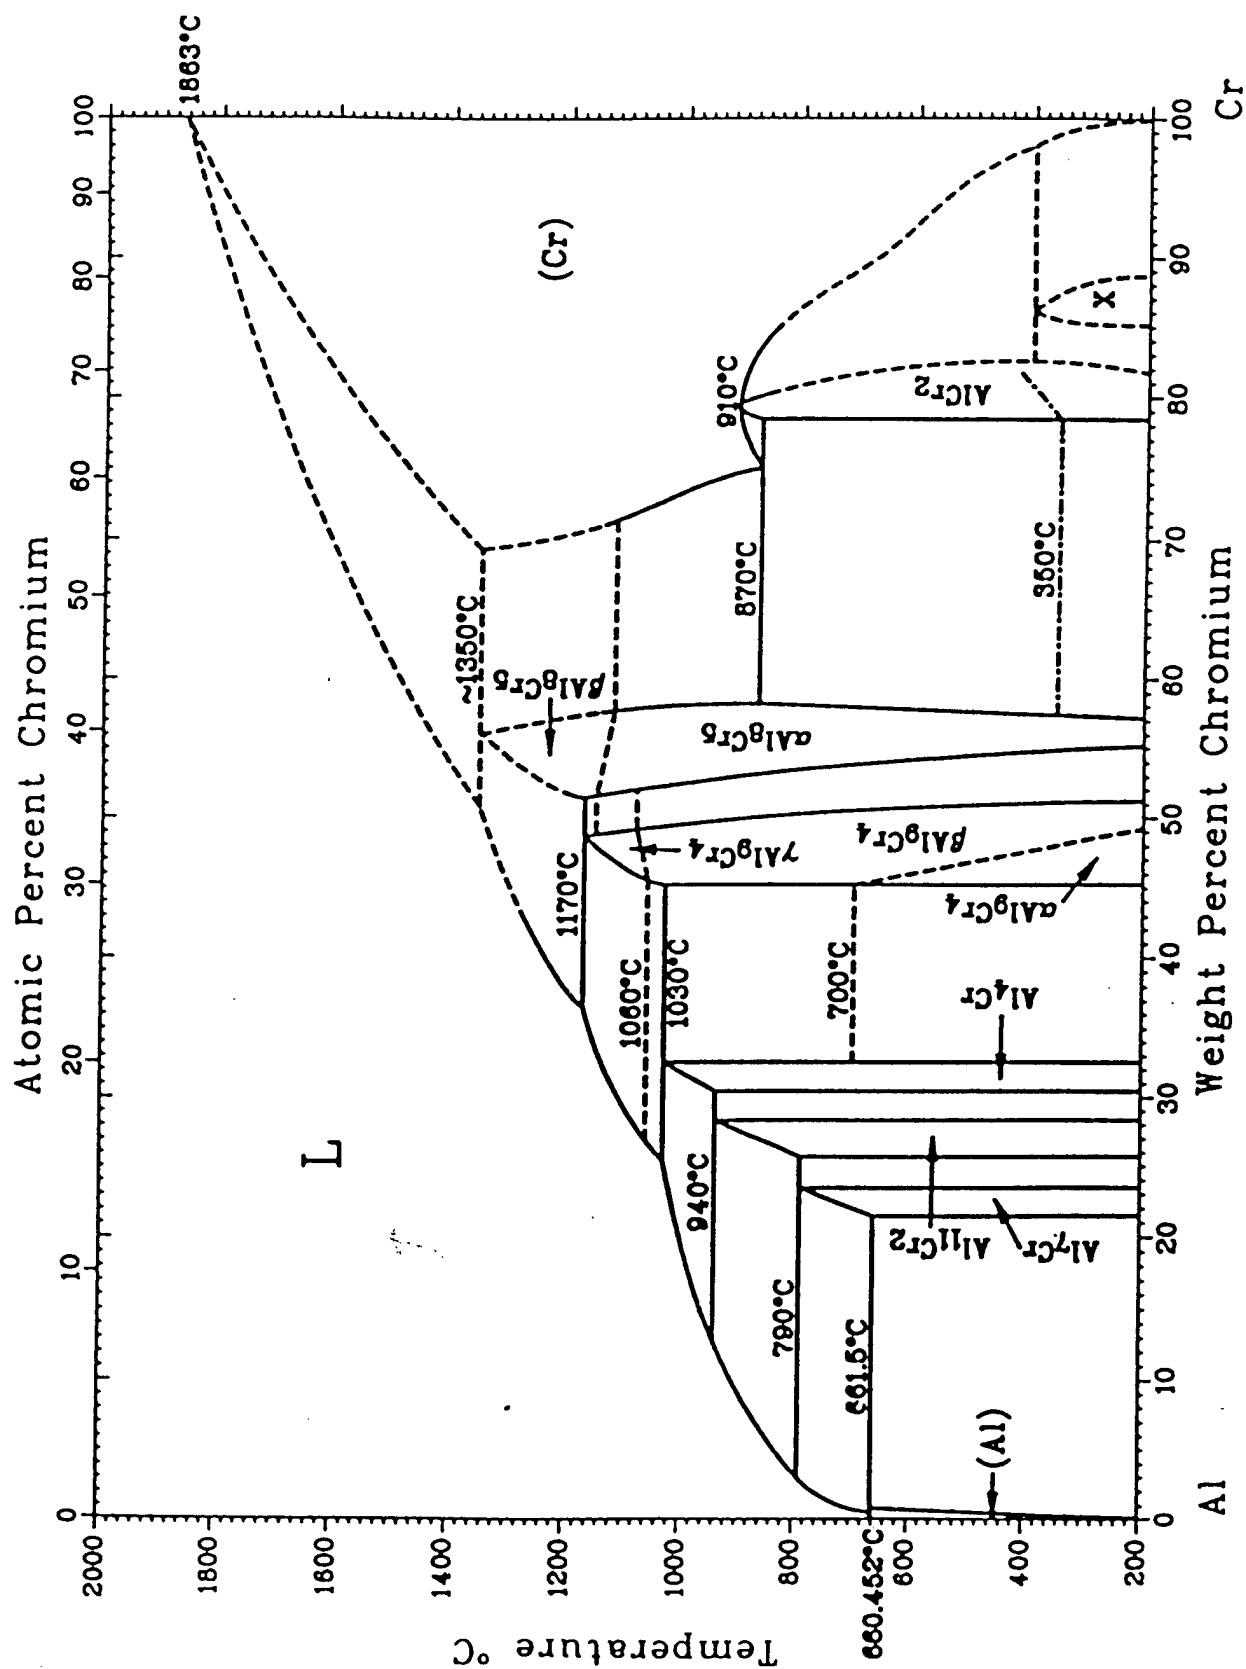 Atomic Percent Chromium
0 10 20 30 40 50 60 70 80 90 100
2000
1800
1600
1400
1200
1000
800
600
400
200
Temperature °C
1863°C
L
(Cr)
~1350°C
βAl8Cr5
αAl8Cr5
1170°C
1060°C
1030°C
γAl9Cr4
βAl9Cr4
αAl9Cr4
940°C
910°C
870°C
790°C
700°C
661.5°C
660.452°C
350°C
AlCr2
X
Al4Cr
Al11Cr2
Al7Cr
(Al)
0 10 20 30 40 50 60 70 80 90 100
Al
Weight Percent Chromium
Cr